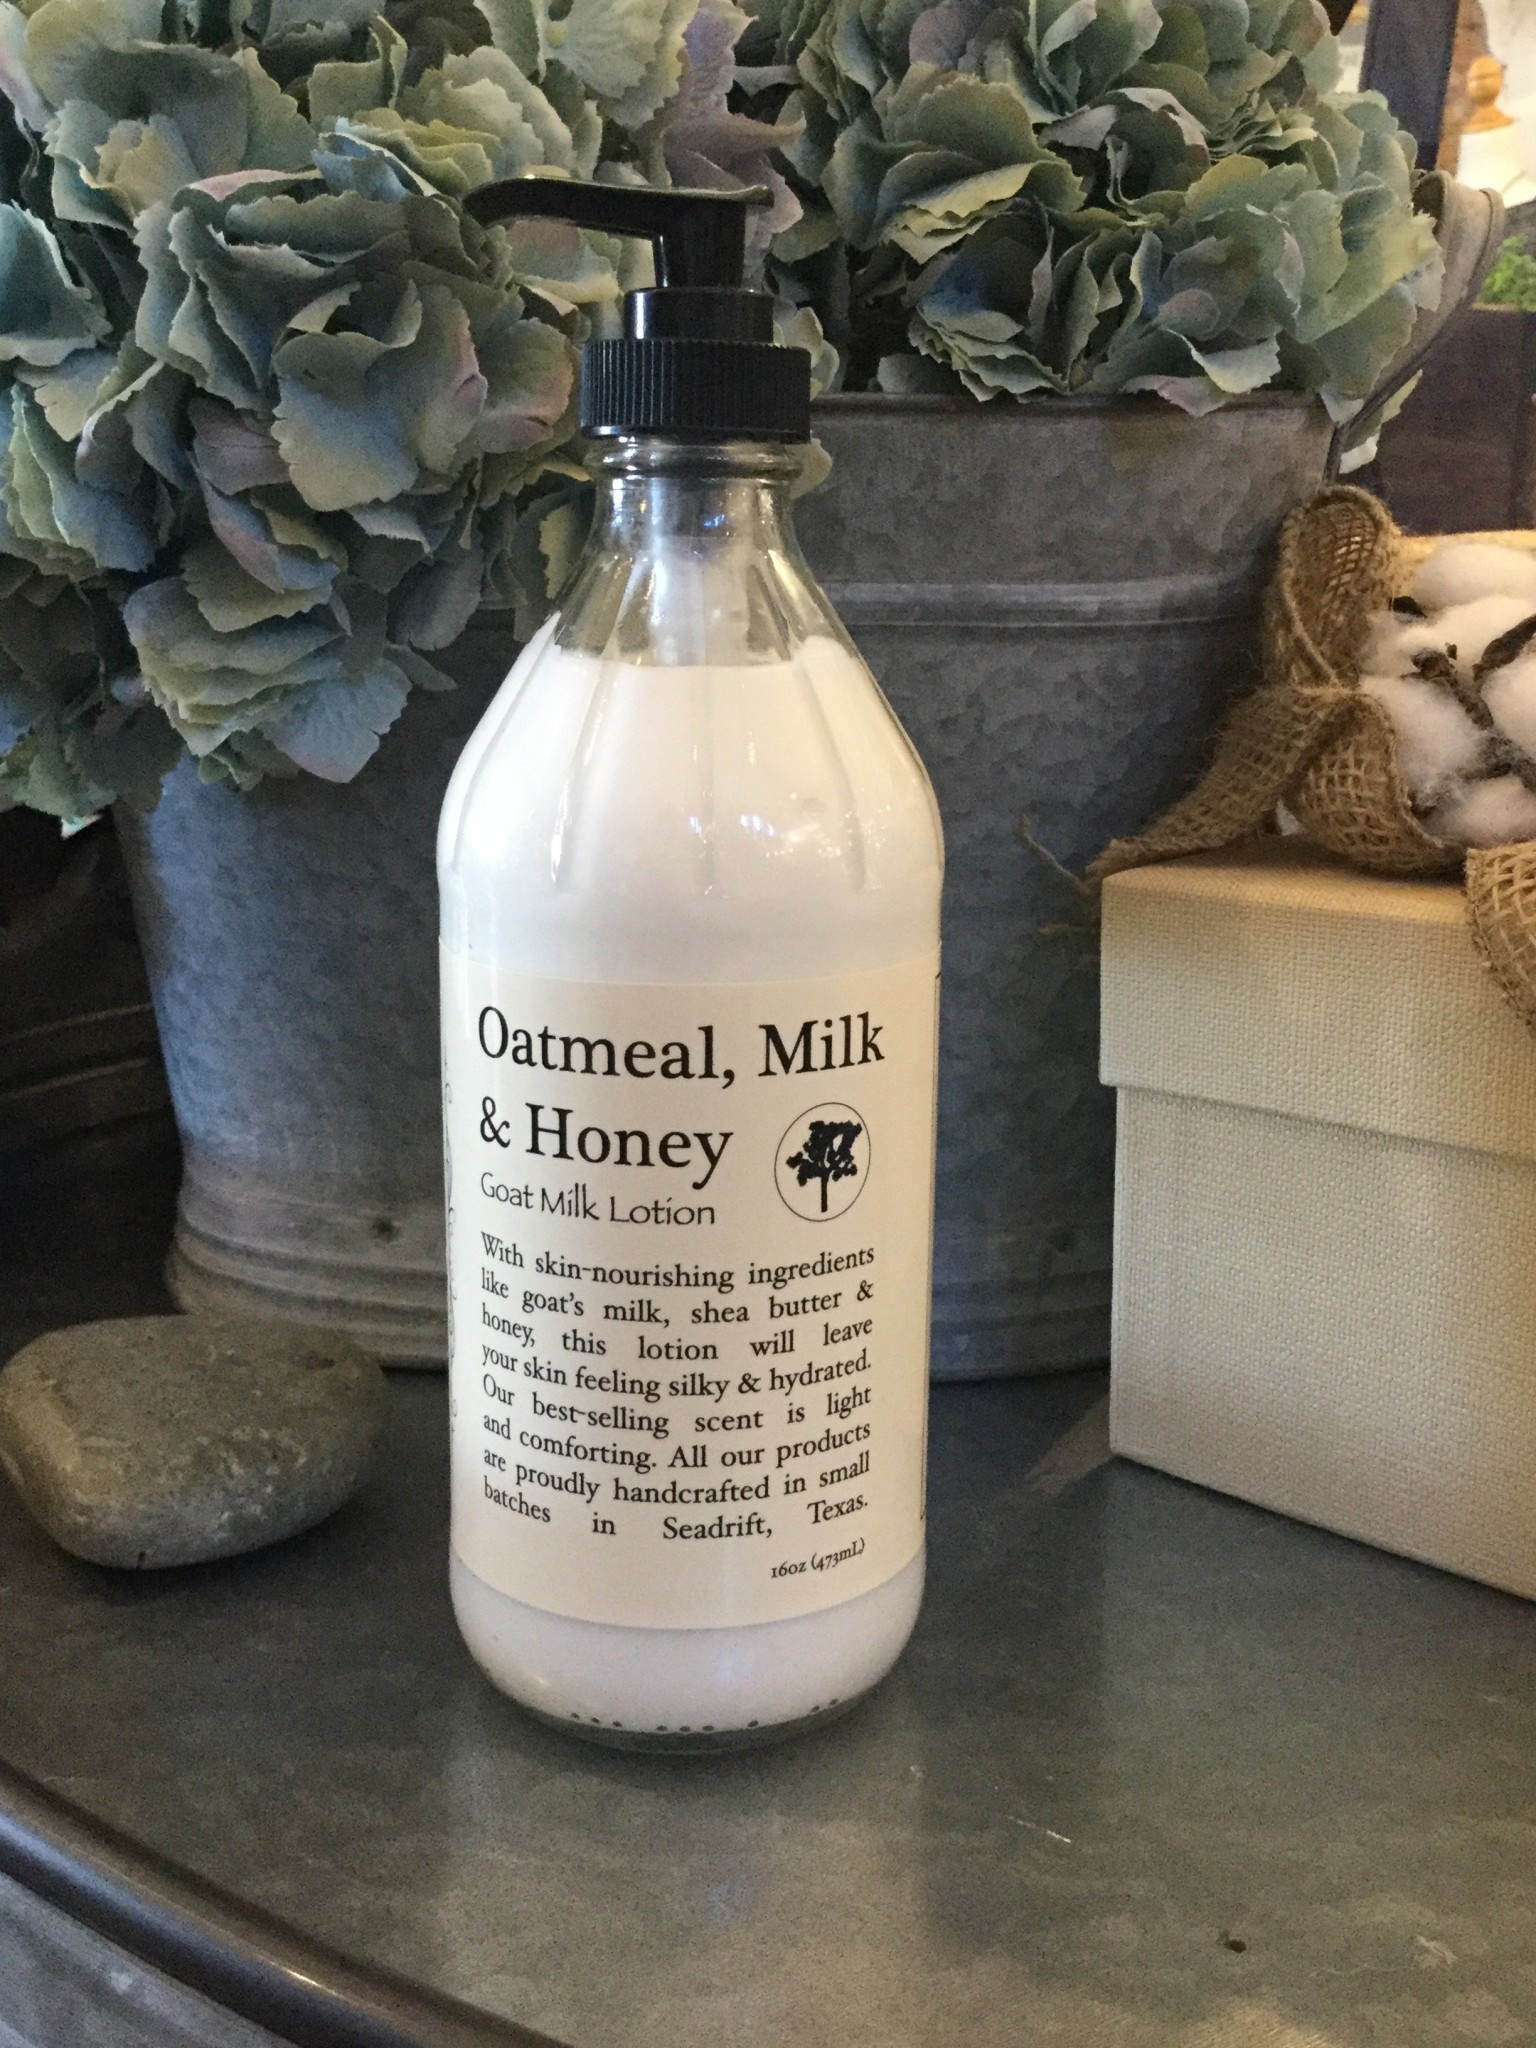 Oatmeal, Milk
& Honey
Goat Milk Lotion
With skin-nourishing ingredients
like goat's milk, shea butter &
honey, this lotion will leave
your skin feeling silky & hydrated.
Our best-selling scent is light
and comforting. All our products
are proudly handcrafted in small
batches in Seadrift, Texas.
16oz (473mL)